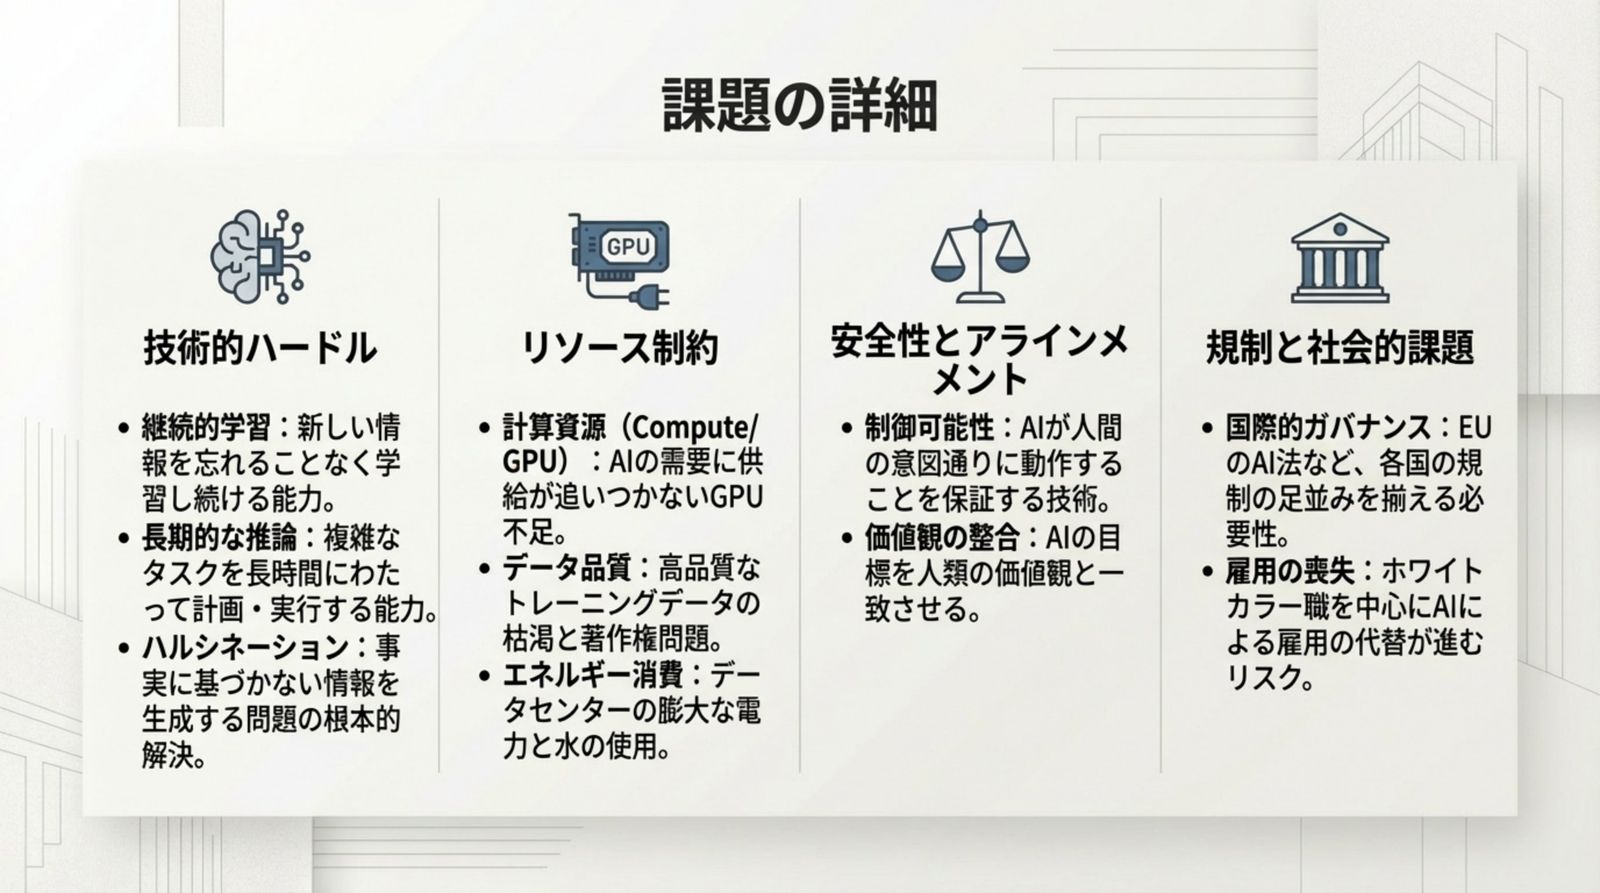 課題の詳細
技術的ハードル
• 継続的学習：新しい情
報を忘れることなく学
習し続ける能力。
• 長期的な推論：複雑な
タスクを長時間にわた
って計画・実行する能力。
• ハルシネーション：事
実に基づかない情報を
生成する問題の根本的
解決。
GPU
リソース制約
• 計算資源（Compute/
GPU）：AIの需要に供
給が追いつかないGPU
不足。
• データ品質：高品質な
トレーニングデータの
枯渇と著作権問題。
• エネルギー消費：デー
タセンターの膨大な電
力と水の使用。
安全性とアラインメ
メント
• 制御可能性：AIが人間
の意図通りに動作する
ことを保証する技術。
• 価値観の整合：AIの目
標を人類の価値観と一
致させる。
規制と社会的課題
• 国際的ガバナンス：EU
のAI法など、各国の規
制の足並みを揃える必
要性。
• 雇用の喪失：ホワイト
カラー職を中心にAIに
よる雇用の代替が進む
リスク。